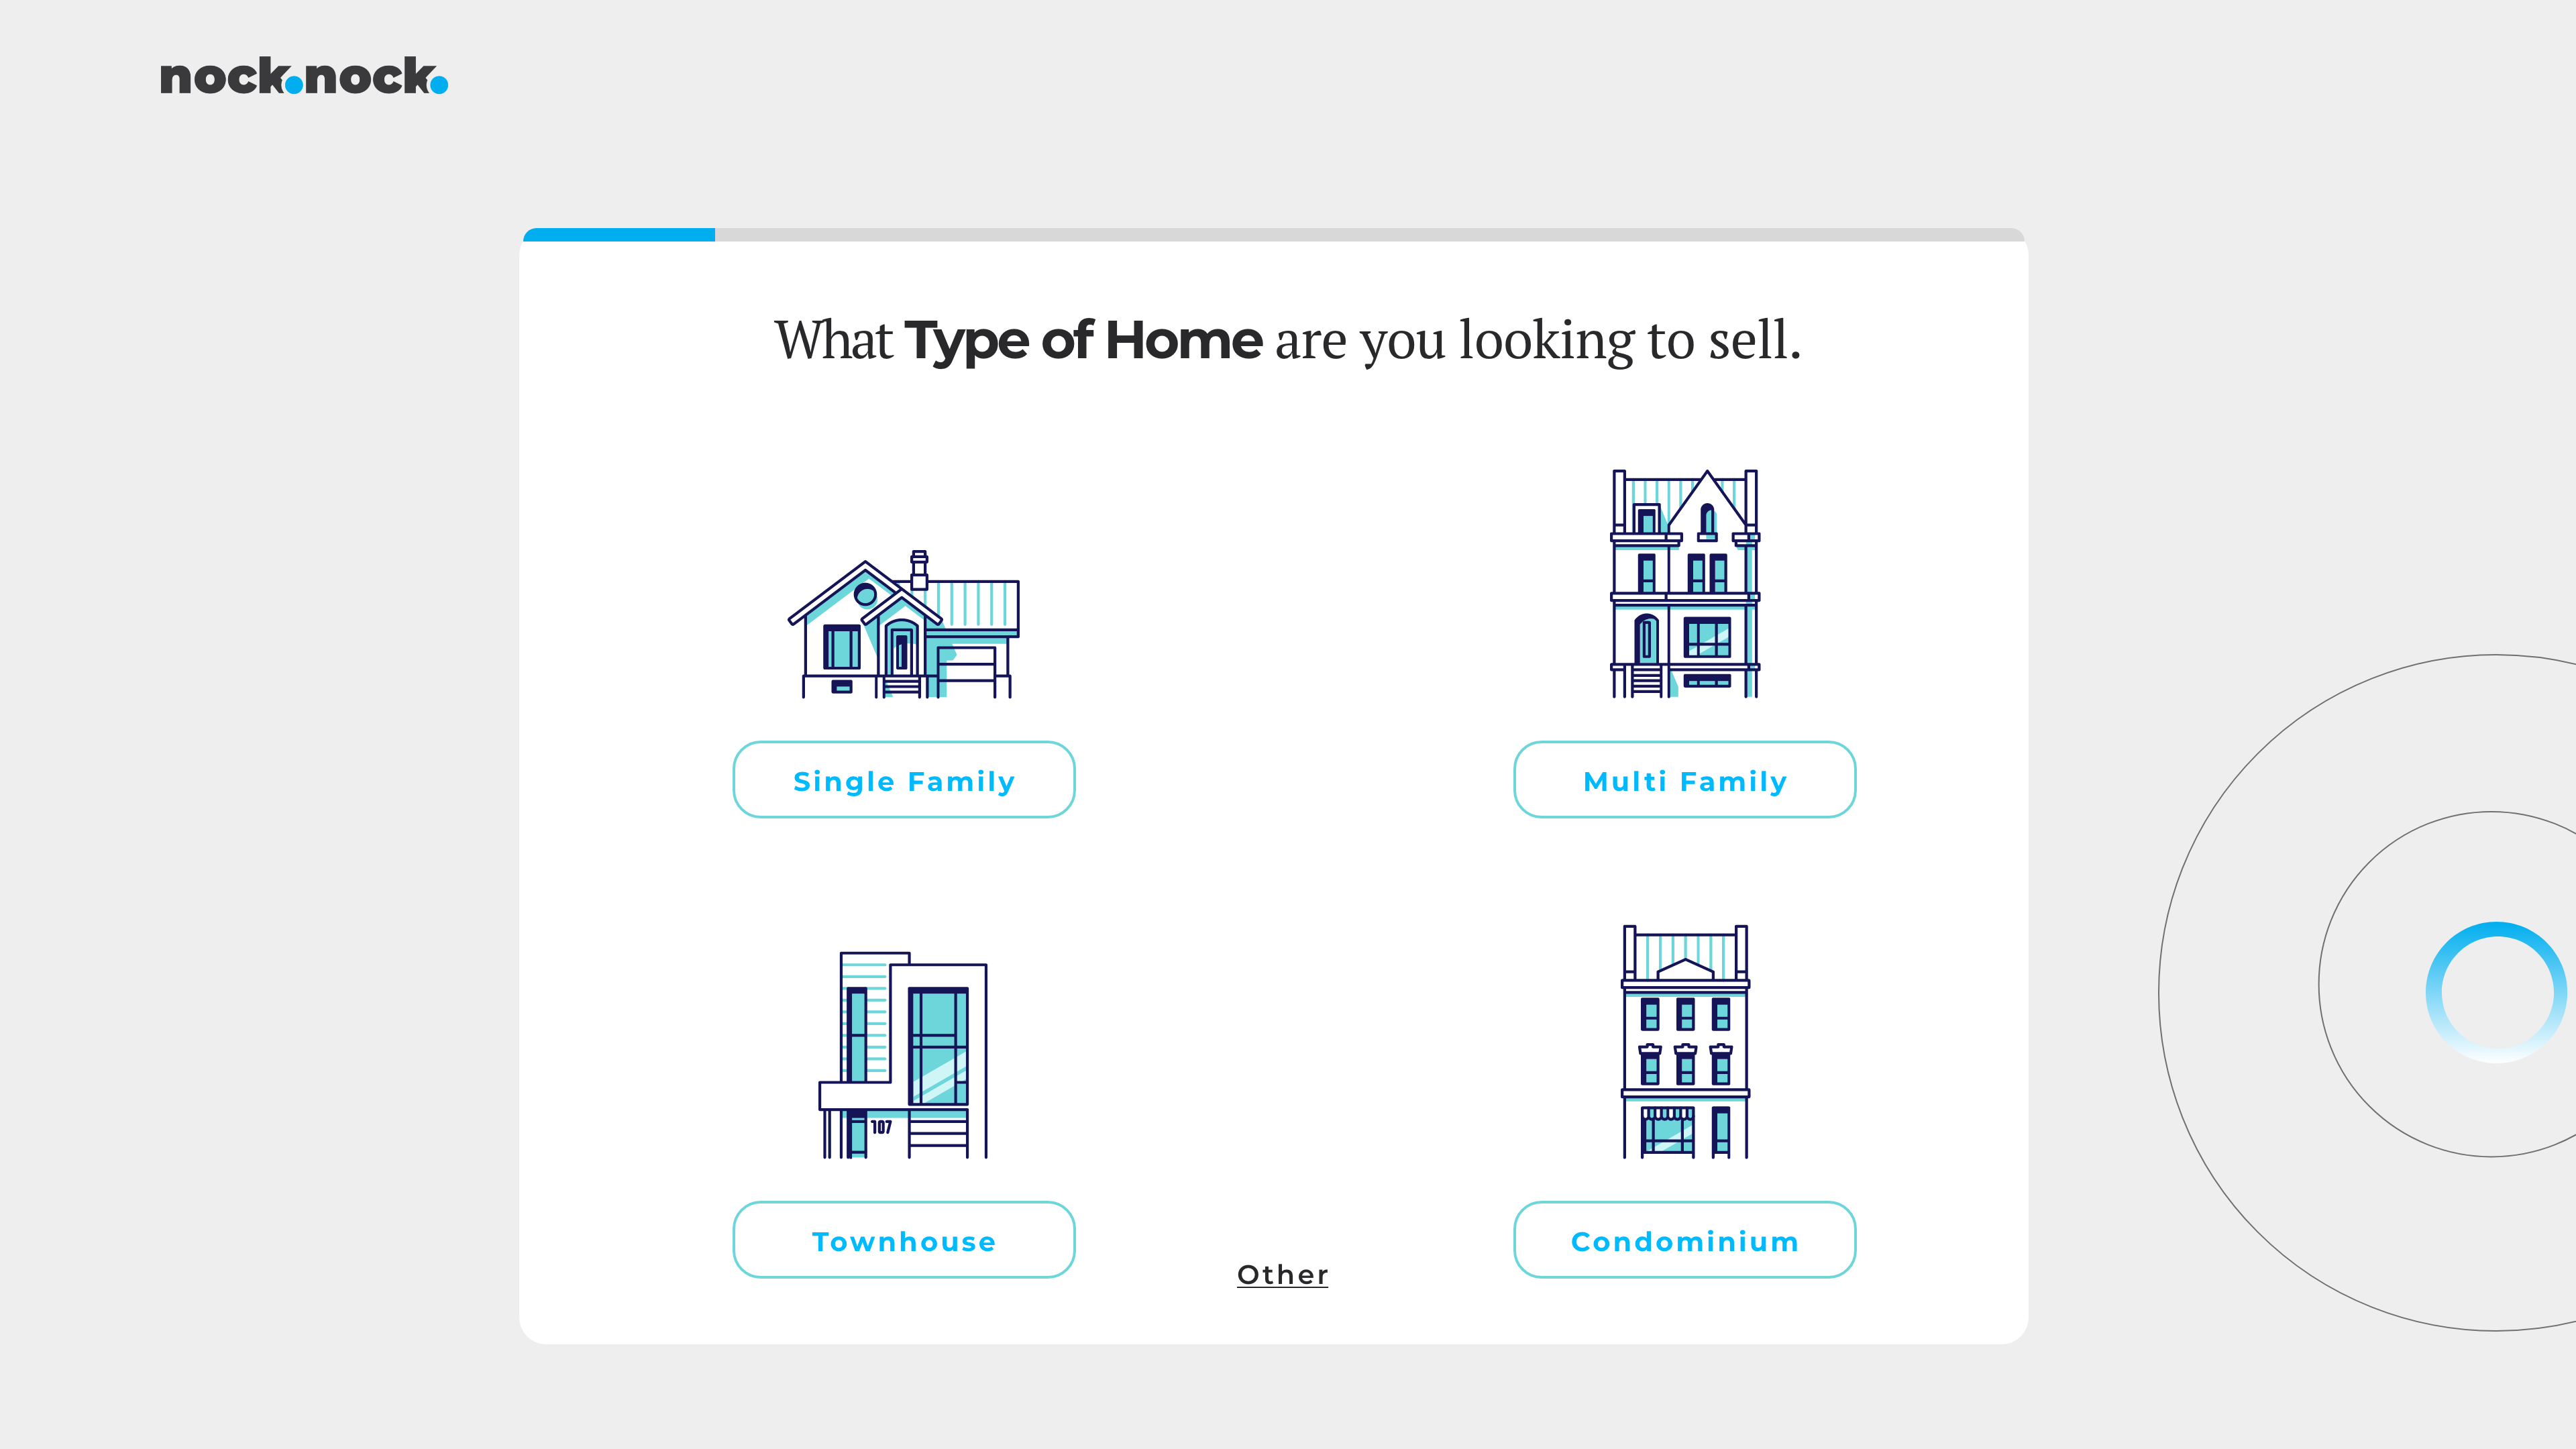 nock.nock.
What Type of Home are you looking to sell.
Single Family
Multi Family
107
Townhouse
Condominium
Other